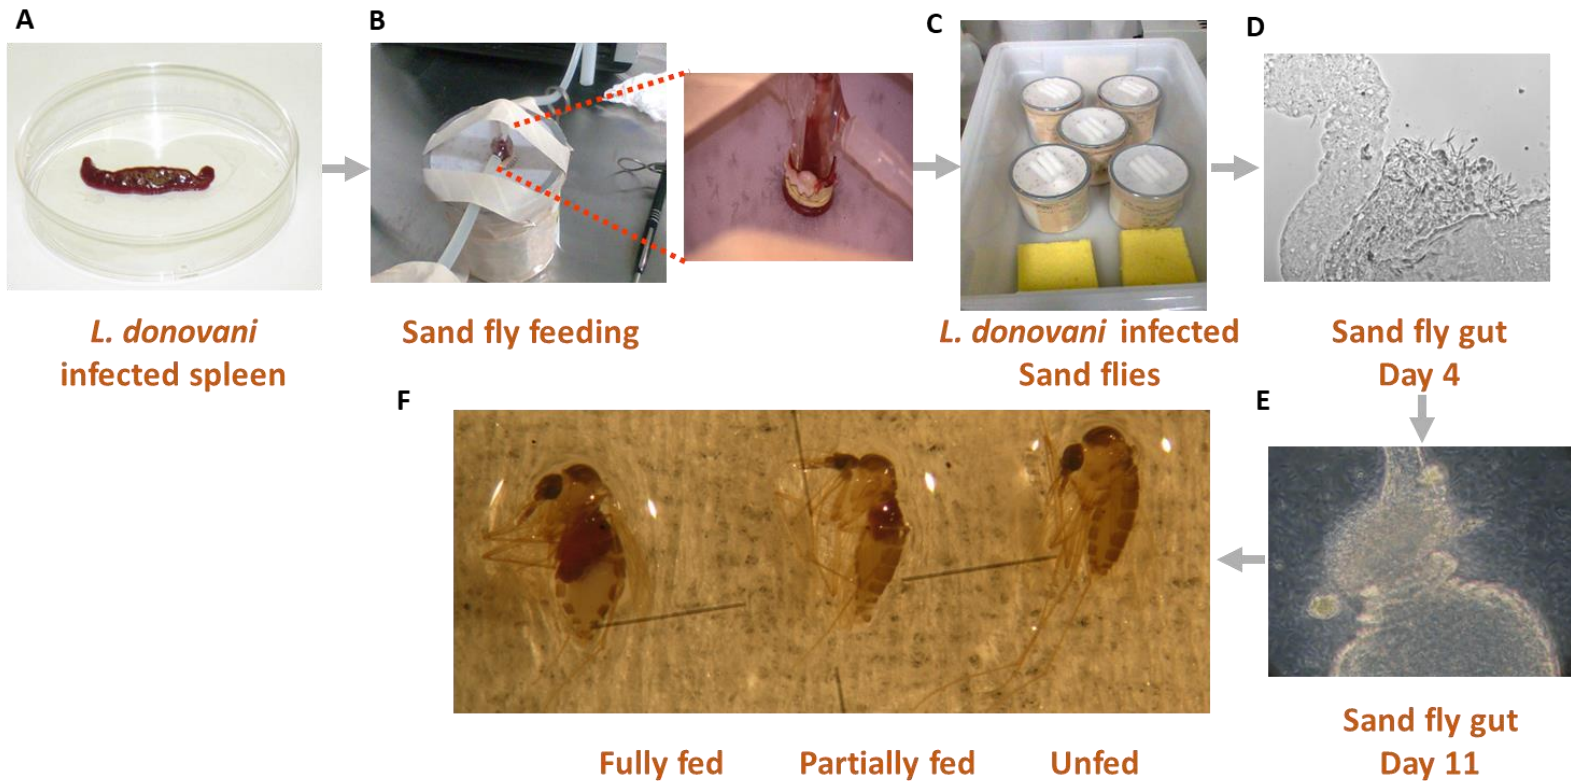 A
B
C
D
L. donovani
infected spleen
Sand fly feeding
L. donovani infected
Sand flies
Sand fly gut
Day 4
F
E
Fully fed
Partially fed
Unfed
Sand fly gut
Day 11